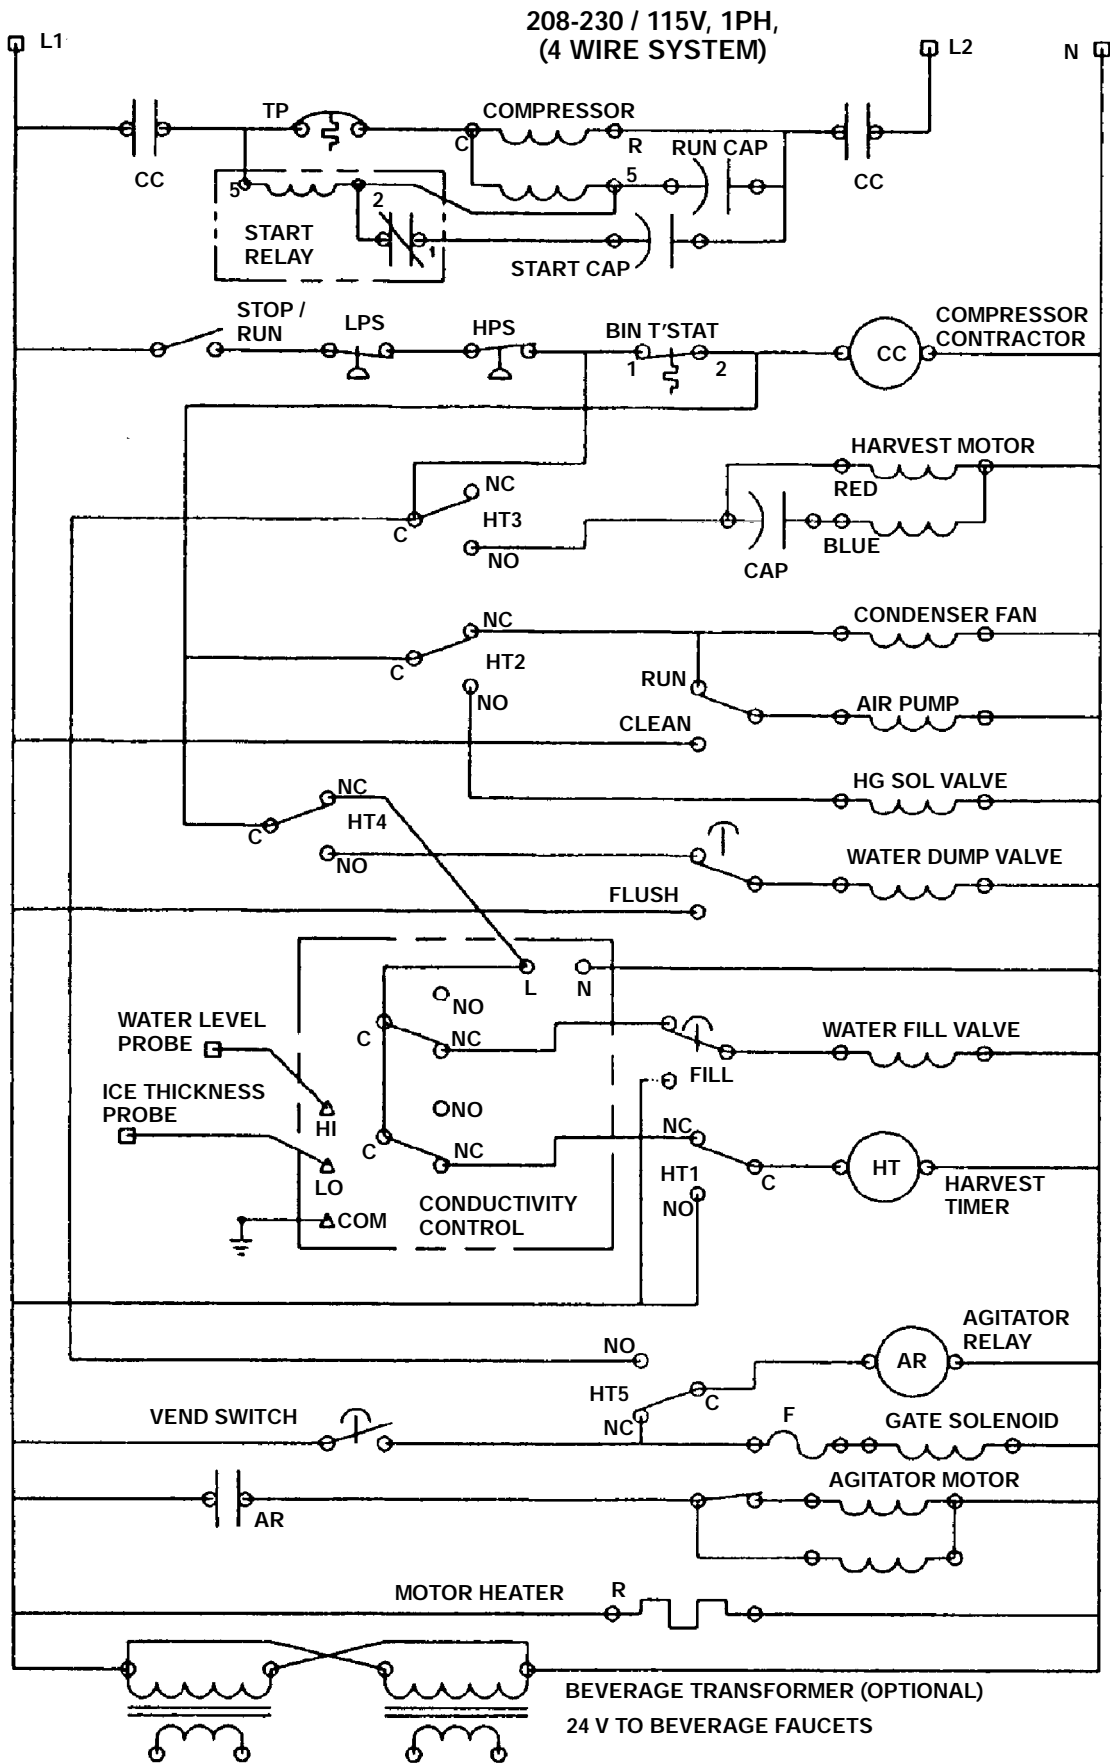 208-230 / 115V, 1PH,
(4 WIRE SYSTEM)
L1
L2
N
TP
COMPRESSOR
C
R
RUN CAP
CC
CC
5
2
5
START
RELAY
1
START CAP
STOP /
RUN
LPS
HPS
BIN T'STAT
1
2
CC
COMPRESSOR
CONTRACTOR
HARVEST MOTOR
RED
NC
HT3
C
NO
BLUE
CAP
CONDENSER FAN
NC
HT2
C
NO
RUN
AIR PUMP
CLEAN
HG SOL VALVE
NC
HT4
C
NO
WATER DUMP VALVE
FLUSH
L
N
NO
C
NC
WATER LEVEL
PROBE
WATER FILL VALVE
FILL
ICE THICKNESS
PROBE
HI
NO
C
NC
NC
HT1
C
NO
HT
HARVEST
TIMER
LO
COM
CONDUCTIVITY
CONTROL
NO
AR
AGITATOR
RELAY
HT5
C
NC
VEND SWITCH
F
GATE SOLENOID
AR
AGITATOR MOTOR
MOTOR HEATER
R
BEVERAGE TRANSFORMER (OPTIONAL)
24 V TO BEVERAGE FAUCETS